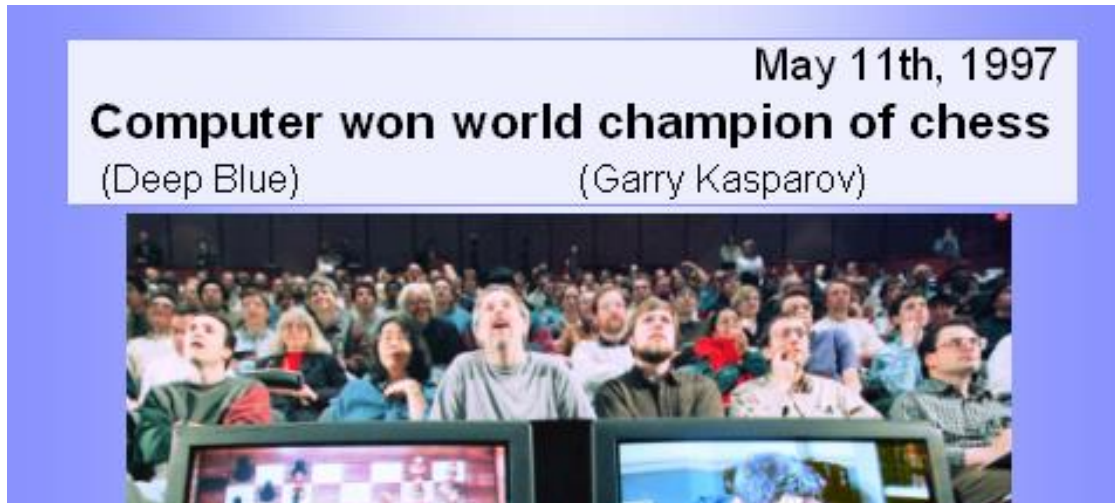 May 11th, 1997
Computer won world champion of chess
(Deep Blue) (Garry Kasparov)